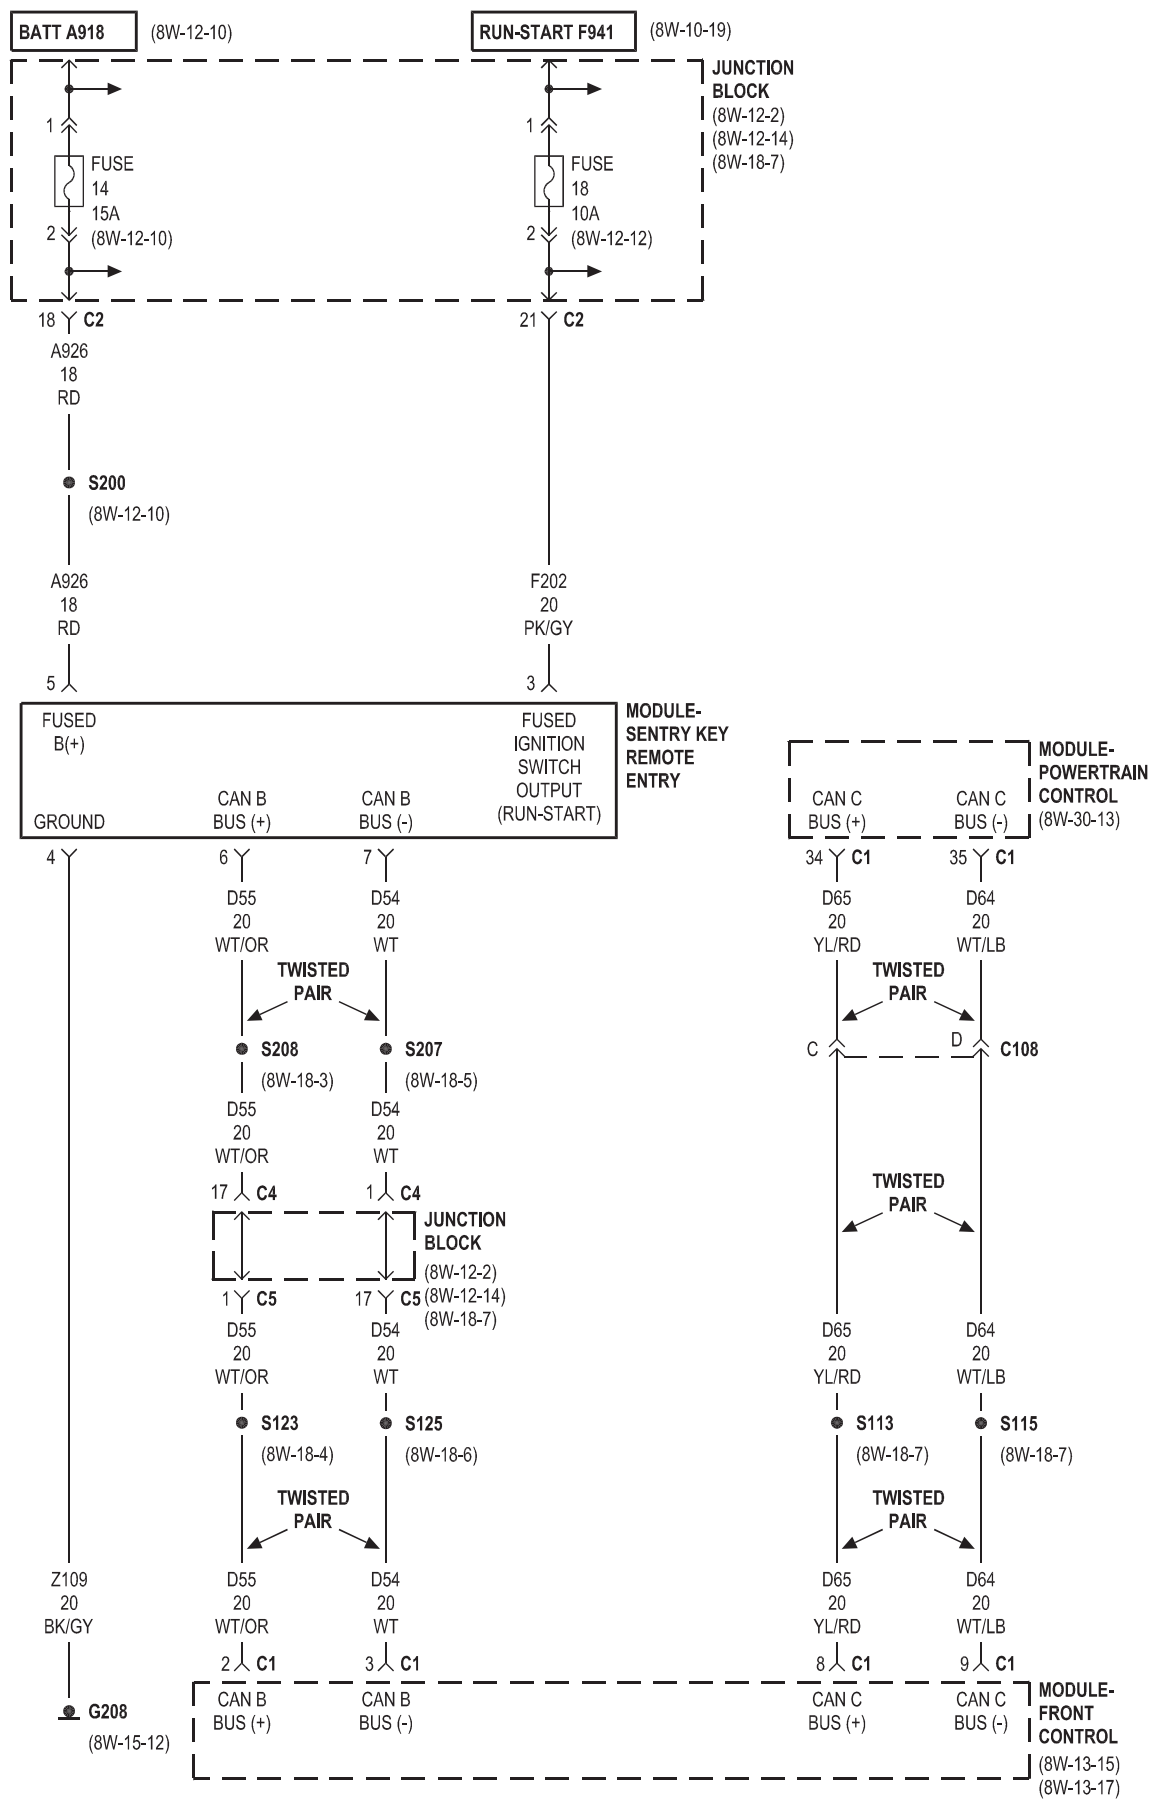 BATT A918 (8W-12-10) RUN-START F941 (8W-10-19)
JUNCTION
BLOCK
(8W-12-2)
(8W-12-14)
(8W-18-7)
1 1
FUSE
14
15A
(8W-12-10)
FUSE
18
10A
(8W-12-12)
2 2
18 C2 21 C2
A926
18
RD
S200
(8W-12-10)
A926
18
RD
F202
20
PK/GY
5 3
FUSED
B(+)
FUSED
IGNITION
SWITCH
OUTPUT
(RUN-START)
MODULE-
SENTRY KEY
REMOTE
ENTRY
GROUND
CAN B
BUS (+)
CAN B
BUS (-)
CAN C
BUS (+)
CAN C
BUS (-)
MODULE-
POWERTRAIN
CONTROL
(8W-30-13)
4 6 7 34 C1 35 C1
D55
20
WT/OR
D54
20
WT
D65
20
YL/RD
D64
20
WT/LB
TWISTED
PAIR
TWISTED
PAIR
S208
(8W-18-3)
S207
(8W-18-5)
C D C108
D55
20
WT/OR
D54
20
WT
17 C4 1 C4
TWISTED
PAIR
JUNCTION
BLOCK
(8W-12-2)
(8W-12-14)
(8W-18-7)
1 C5 17 C5
D55
20
WT/OR
D54
20
WT
D65
20
YL/RD
D64
20
WT/LB
S123
(8W-18-4)
S125
(8W-18-6)
S113
(8W-18-7)
S115
(8W-18-7)
TWISTED
PAIR
TWISTED
PAIR
Z109
20
BK/GY
D55
20
WT/OR
D54
20
WT
D65
20
YL/RD
D64
20
WT/LB
2 C1 3 C1 8 C1 9 C1
G208
(8W-15-12)
CAN B
BUS (+)
CAN B
BUS (-)
CAN C
BUS (+)
CAN C
BUS (-)
MODULE-
FRONT
CONTROL
(8W-13-15)
(8W-13-17)